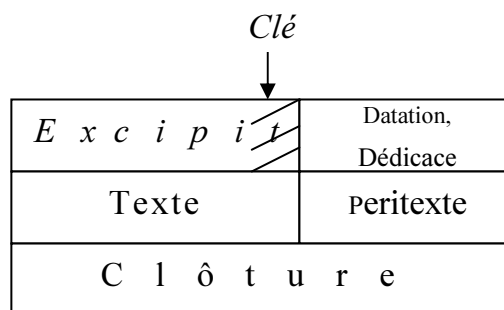 Clé
E x c i p i t
Datation,
Dédicace
Texte
Peritexte
C l ô t u r e